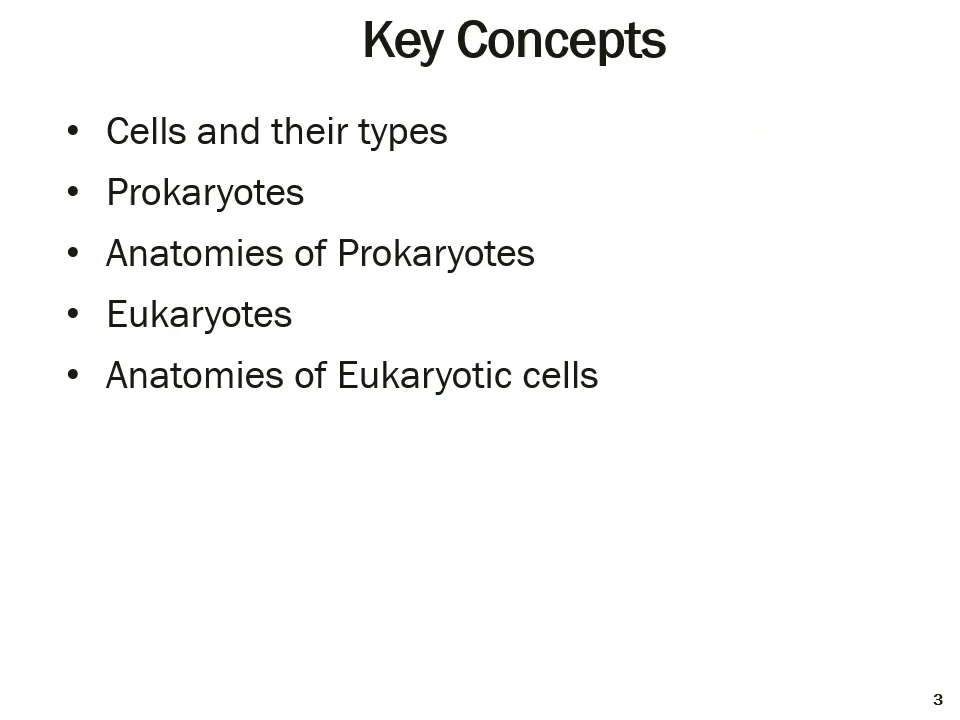 Key Concepts
• Cells and their types
• Prokaryotes
• Anatomies of Prokaryotes
• Eukaryotes
• Anatomies of Eukaryotic cells
3